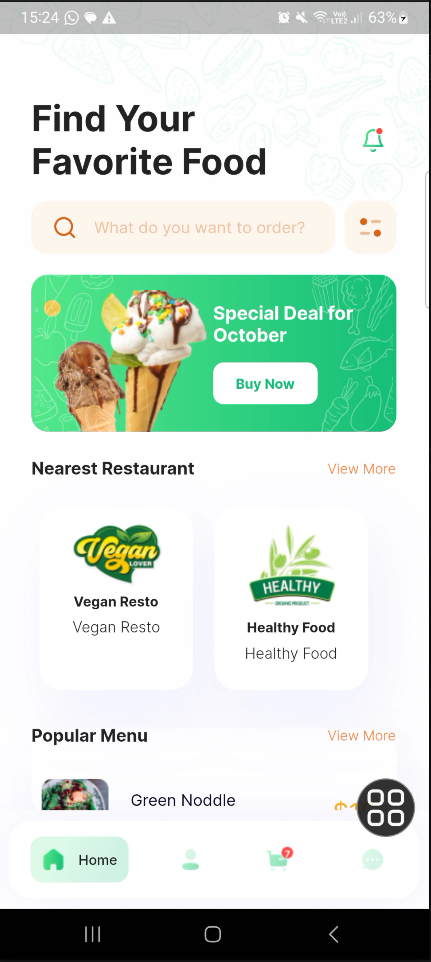 15:24
63%
Find Your
Favorite Food
What do you want to order?
Special Deal for
October
Buy Now
Nearest Restaurant
View More
Vegan
LOVER
HEALTHY
ORGANIC PRODUCT
Vegan Resto
Vegan Resto
Healthy Food
Healthy Food
Popular Menu
View More
Green Noddle
Home
7